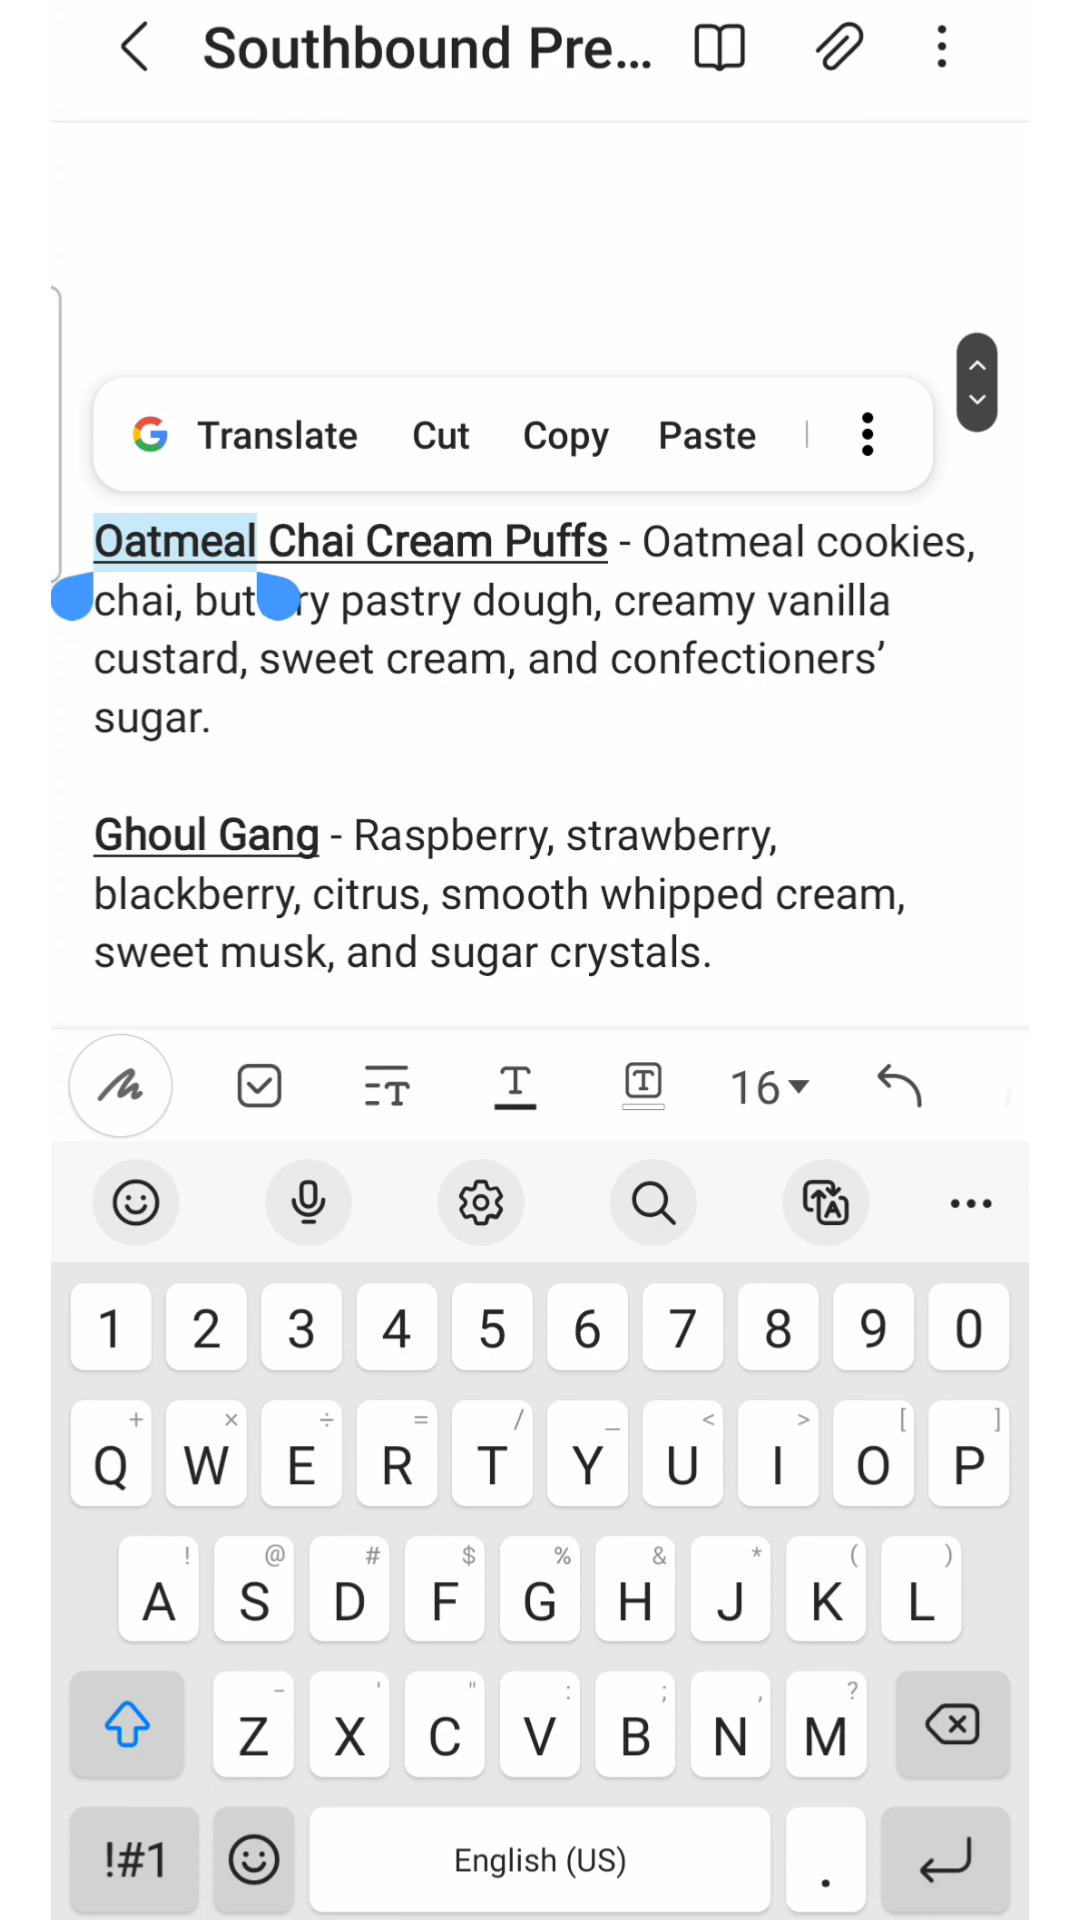 Southbound Pre...
Translate Cut Copy Paste
Oatmeal Chai Cream Puffs - Oatmeal cookies,
chai, but ry pastry dough, creamy vanilla
custard, sweet cream, and confectioners’
sugar.
Ghoul Gang - Raspberry, strawberry,
blackberry, citrus, smooth whipped cream,
sweet musk, and sugar crystals.
T T 16
1 2 3 4 5 6 7 8 9 0
+ × ÷ = / _ < > [ ]
Q W E R T Y U I O P
! @ # $ % & * ( )
A S D F G H J K L
- ' " : ; , ?
Z X C V B N M
!#1 English (US) .